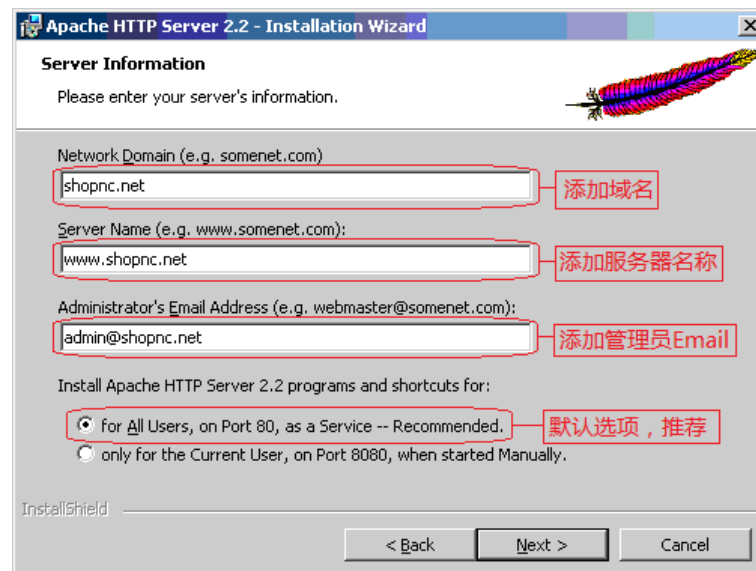 Apache HTTP Server 2.2 - Installation Wizard
Server Information
Please enter your server's information.
Network Domain (e.g. somenet.com)
shopnc.net
添加域名
Server Name (e.g. www.somenet.com):
www.shopnc.net
添加服务器名称
Administrator's Email Address (e.g. webmaster@somenet.com):
admin@shopnc.net
添加管理员Email
Install Apache HTTP Server 2.2 programs and shortcuts for:
for All Users, on Port 80, as a Service -- Recommended.
默认选项，推荐
only for the Current User, on Port 8080, when started Manually.
InstallShield
< Back
Next >
Cancel